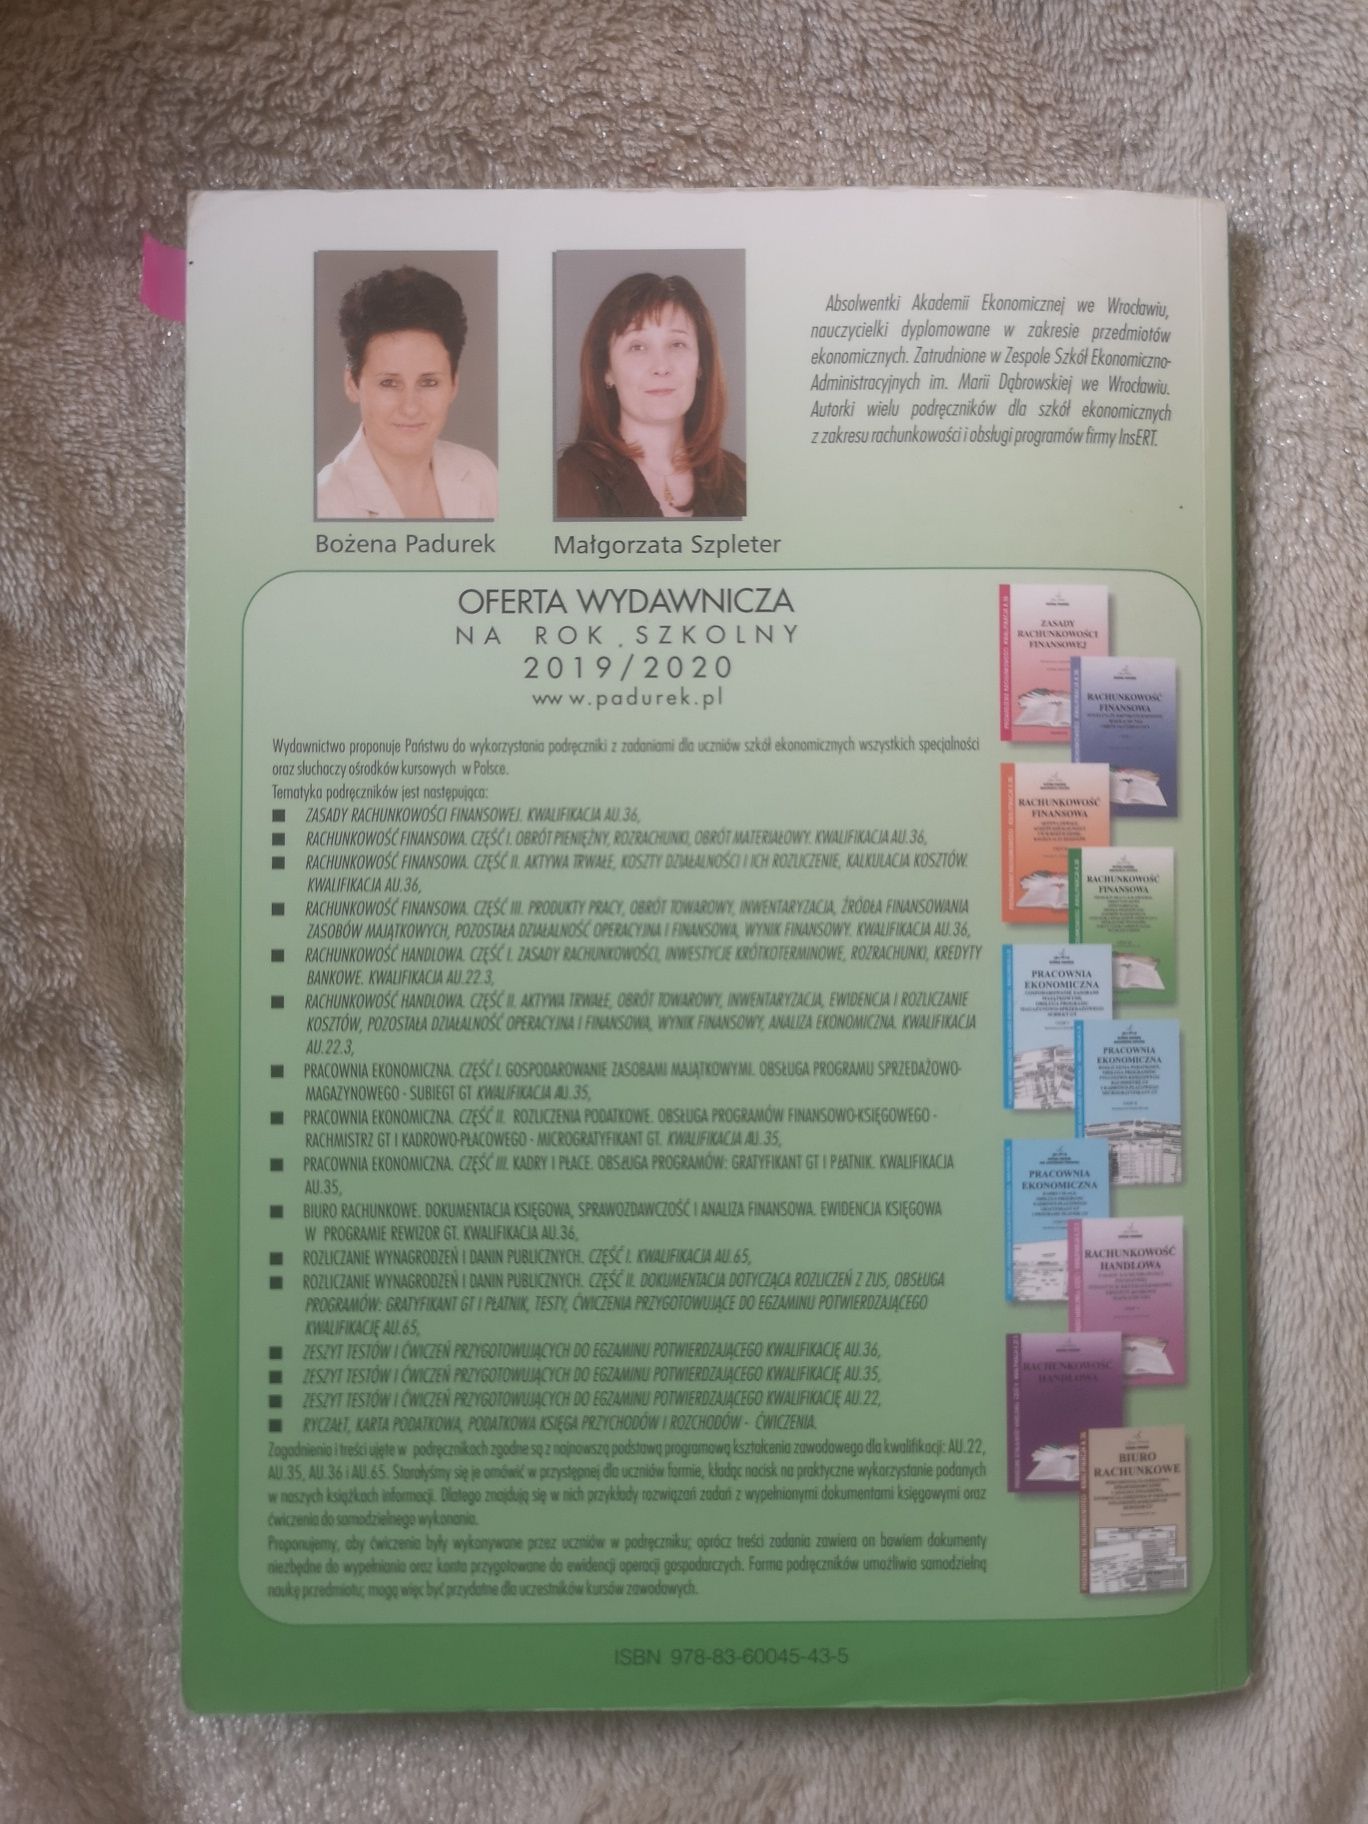 Absolwentki Akademii Ekonomicznej we Wrocławiu,
nauczycielki dyplomowane w zakresie przedmiotów
ekonomicznych. Zatrudnione w Zespole Szkół Ekonomiczno-
Administracyjnych im. Marii Dąbrowskiej we Wrocławiu.
Autorki wielu podręczników dla szkół ekonomicznych
z zakresu rachunkowości i obsługi programów firmy InsERT.
Bożena Padurek
Małgorzata Szpleter
OFERTA WYDAWNICZA
NA ROK SZKOLNY
2019/2020
www.padurek.pl
Wydawnictwo proponuje Państwu do wykorzystania podręczniki z zadaniami dla uczniów szkół ekonomicznych wszystkich specjalności
oraz słuchaczy ośrodków kursowych w Polsce.
Tematyka podręczników jest następująca:
■ ZASADY RACHUNKOWOŚCI FINANSOWEJ. KWALIFIKACJA AU.36,
■ RACHUNKOWOŚĆ FINANSOWA. CZĘŚĆ I. OBRÓT PIENIĘŻNY, ROZRACHUNKI, OBRÓT MATERIAŁOWY. KWALIFIKACJA AU.36,
■ RACHUNKOWOŚĆ FINANSOWA. CZĘŚĆ II. AKTYWA TRWAŁE, KOSZTY DZIAŁALNOŚCI I ICH ROZLICZENIE, KALKULACJA KOSZTÓW.
KWALIFIKACJA AU.36,
■ RACHUNKOWOŚĆ FINANSOWA. CZĘŚĆ III. PRODUKTY PRACY, OBRÓT TOWAROWY, INWENTARYZACJA, ŹRÓDŁA FINANSOWANIA
ZASOBÓW MAJĄTKOWYCH, POZOSTAŁA DZIAŁALNOŚĆ OPERACYJNA I FINANSOWA, WYNIK FINANSOWY. KWALIFIKACJA AU.36,
■ RACHUNKOWOŚĆ HANDLOWA. CZĘŚĆ I. ZASADY RACHUNKOWOŚCI, INWESTYCJE KRÓTKOTERMINOWE, ROZRACHUNKI, KREDYTY
BANKOWE. KWALIFIKACJA AU.22.3,
■ RACHUNKOWOŚĆ HANDLOWA. CZĘŚĆ II. AKTYWA TRWAŁE, OBRÓT TOWAROWY, INWENTARYZACJA, EWIDENCJA I ROZLICZANIE
KOSZTÓW, POZOSTAŁA DZIAŁALNOŚĆ OPERACYJNA I FINANSOWA, WYNIK FINANSOWY, ANALIZA EKONOMICZNA. KWALIFIKACJA
AU.22.3,
■ PRACOWNIA EKONOMICZNA. CZĘŚĆ I. GOSPODAROWANIE ZASOBAMI MAJĄTKOWYMI. OBSŁUGA PROGRAMU SPRZEDAŻOWO-
MAGAZYNOWEGO - SUBIEGT GT KWALIFIKACJA AU.35,
■ PRACOWNIA EKONOMICZNA. CZĘŚĆ II. ROZLICZENIA PODATKOWE. OBSŁUGA PROGRAMÓW FINANSOWO-KSIĘGOWEGO -
RACHMISTRZ GT I KADROWO-PŁACOWEGO - MICROGRATYFIKANT GT. KWALIFIKACJA AU.35,
■ PRACOWNIA EKONOMICZNA. CZĘŚĆ III. KADRY I PŁACE. OBSŁUGA PROGRAMÓW: GRATYFIKANT GT I PŁATNIK. KWALIFIKACJA
AU.35,
■ BIURO RACHUNKOWE. DOKUMENTACJA KSIĘGOWA, SPRAWOZDAWCZOŚĆ I ANALIZA FINANSOWA. EWIDENCJA KSIĘGOWA
W PROGRAMIE REWIZOR GT. KWALIFIKACJA AU.36,
■ ROZLICZANIE WYNAGRODZEŃ I DANIN PUBLICZNYCH. CZĘŚĆ I. KWALIFIKACJA AU.65,
■ ROZLICZANIE WYNAGRODZEŃ I DANIN PUBLICZNYCH. CZĘŚĆ II. DOKUMENTACJA DOTYCZĄCA ROZLICZEŃ Z ZUS, OBSŁUGA
PROGRAMÓW: GRATYFIKANT GT I PŁATNIK, TESTY, ĆWICZENIA PRZYGOTOWUJĄCE DO EGZAMINU POTWIERDZAJĄCEGO
KWALIFIKACJĘ AU.65,
■ ZESZYT TESTÓW I ĆWICZEŃ PRZYGOTOWUJĄCYCH DO EGZAMINU POTWIERDZAJĄCEGO KWALIFIKACJĘ AU.36,
■ ZESZYT TESTÓW I ĆWICZEŃ PRZYGOTOWUJĄCYCH DO EGZAMINU POTWIERDZAJĄCEGO KWALIFIKACJĘ AU.35,
■ ZESZYT TESTÓW I ĆWICZEŃ PRZYGOTOWUJĄCYCH DO EGZAMINU POTWIERDZAJĄCEGO KWALIFIKACJĘ AU.22,
■ RYCZAŁT, KARTA PODATKOWA, PODATKOWA KSIĘGA PRZYCHODÓW I ROZCHODÓW - ĆWICZENIA.
Zagadnienia i treści ujęte w podręcznikach zgodne są z najnowszą podstawą programową kształcenia zawodowego dla kwalifikacji: AU.22,
AU.35, AU.36 i AU.65. Starałyśmy się je omówić w przystępnej dla uczniów formie, kładąc nacisk na praktyczne wykorzystanie podanych
w naszych książkach informacji. Dlatego znajdują się w nich przykłady rozwiązań zadań z wypełnionymi dokumentami księgowymi oraz
ćwiczenia do samodzielnego wykonania.
Proponujemy, aby ćwiczenia były wykonywane przez uczniów w podręczniku; oprócz treści zadania zawiera on bowiem dokumenty
niezbędne do wypełniania oraz konta przygotowane do ewidencji operacji gospodarczych. Forma podręczników umożliwia samodzielną
naukę przedmiotu; mogą więc być przydatne dla uczestników kursów zawodowych.
ZASADY
RACHUNKOWOŚCI
FINANSOWEJ
RACHUNKOWOŚĆ
FINANSOWA
RACHUNKOWOŚĆ
FINANSOWA
RACHUNKOWOŚĆ
FINANSOWA
PRACOWNIA
EKONOMICZNA
PRACOWNIA
EKONOMICZNA
PRACOWNIA
EKONOMICZNA
RACHUNKOWOŚĆ
HANDLOWA
RACHUNKOWOŚĆ
HANDLOWA
BIURO
RACHUNKOWE
ISBN 978-83-60045-43-5